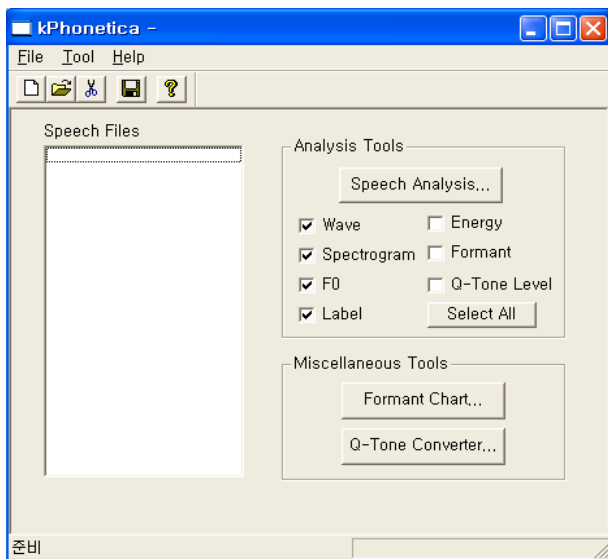 kPhonetica -
File Tool Help
Speech Files
Analysis Tools
Speech Analysis...
Wave Energy
Spectrogram Formant
F0 Q-Tone Level
Label Select All
Miscellaneous Tools
Formant Chart...
Q-Tone Converter...
준비